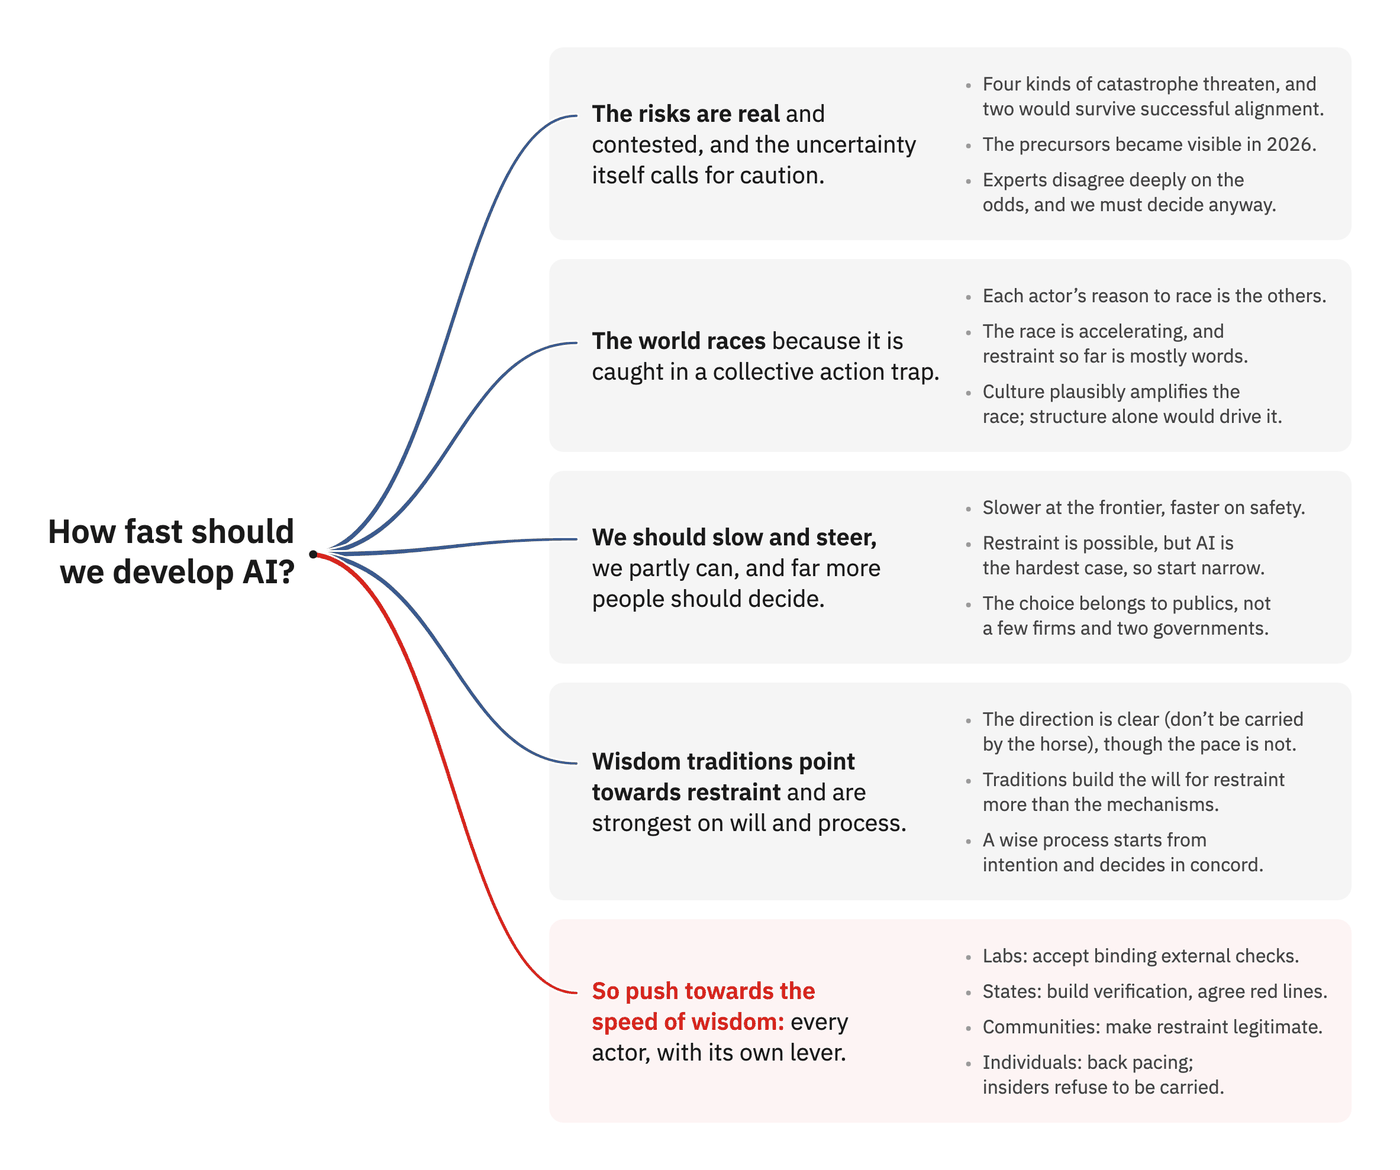 How fast should
we develop AI?
The risks are real and
contested, and the uncertainty
itself calls for caution.
• Four kinds of catastrophe threaten, and
two would survive successful alignment.
• The precursors became visible in 2026.
• Experts disagree deeply on the
odds, and we must decide anyway.
The world races because it is
caught in a collective action trap.
• Each actor’s reason to race is the others.
• The race is accelerating, and
restraint so far is mostly words.
• Culture plausibly amplifies the
race; structure alone would drive it.
We should slow and steer,
we partly can, and far more
people should decide.
• Slower at the frontier, faster on safety.
• Restraint is possible, but AI is
the hardest case, so start narrow.
• The choice belongs to publics, not
a few firms and two governments.
Wisdom traditions point
towards restraint and are
strongest on will and process.
• The direction is clear (don’t be carried
by the horse), though the pace is not.
• Traditions build the will for restraint
more than the mechanisms.
• A wise process starts from
intention and decides in concord.
So push towards the
speed of wisdom: every
actor, with its own lever.
• Labs: accept binding external checks.
• States: build verification, agree red lines.
• Communities: make restraint legitimate.
• Individuals: back pacing;
insiders refuse to be carried.